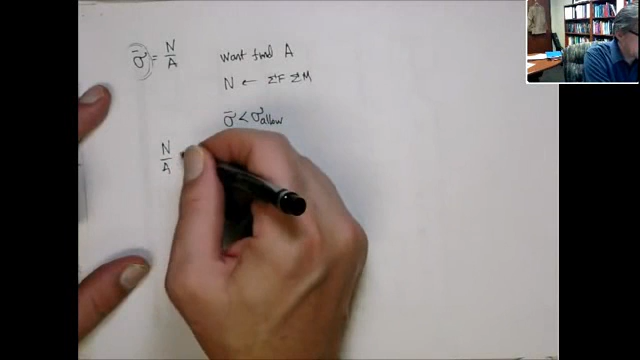 σ̄ = N/A want find A
N ← ΣF ΣM
σ̄ < σallow
N/A